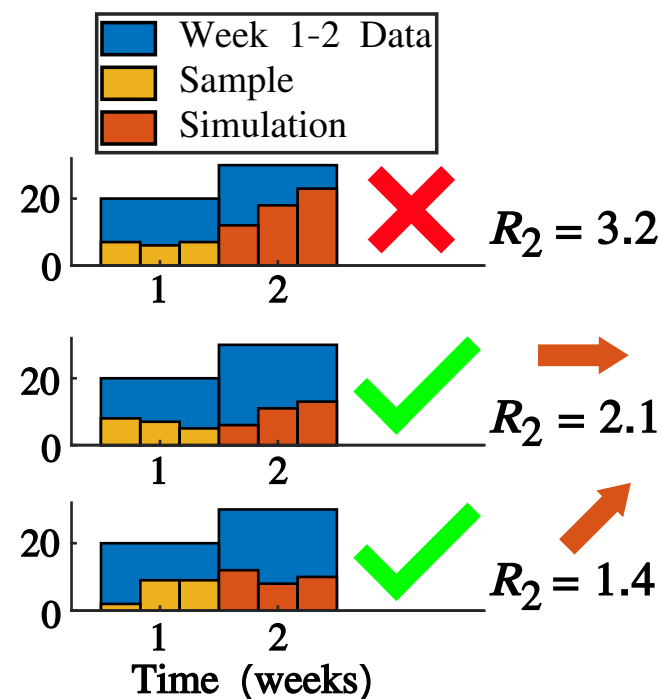 Week 1-2 Data
Sample
Simulation
20
0
1 2
R2 = 3.2
20
0
1 2
R2 = 2.1
20
0
1 2
R2 = 1.4
Time (weeks)